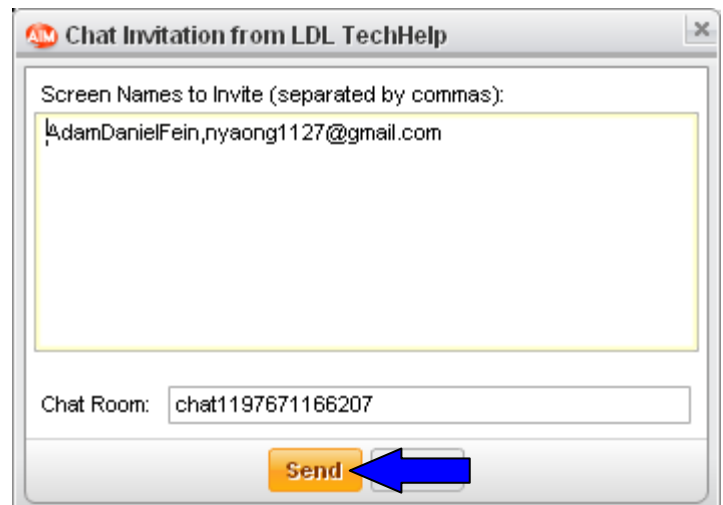 AIM Chat Invitation from LDL TechHelp
Screen Names to Invite (separated by commas):
AdamDanielFein,nyaong1127@gmail.com
Chat Room: chat1197671166207
Send